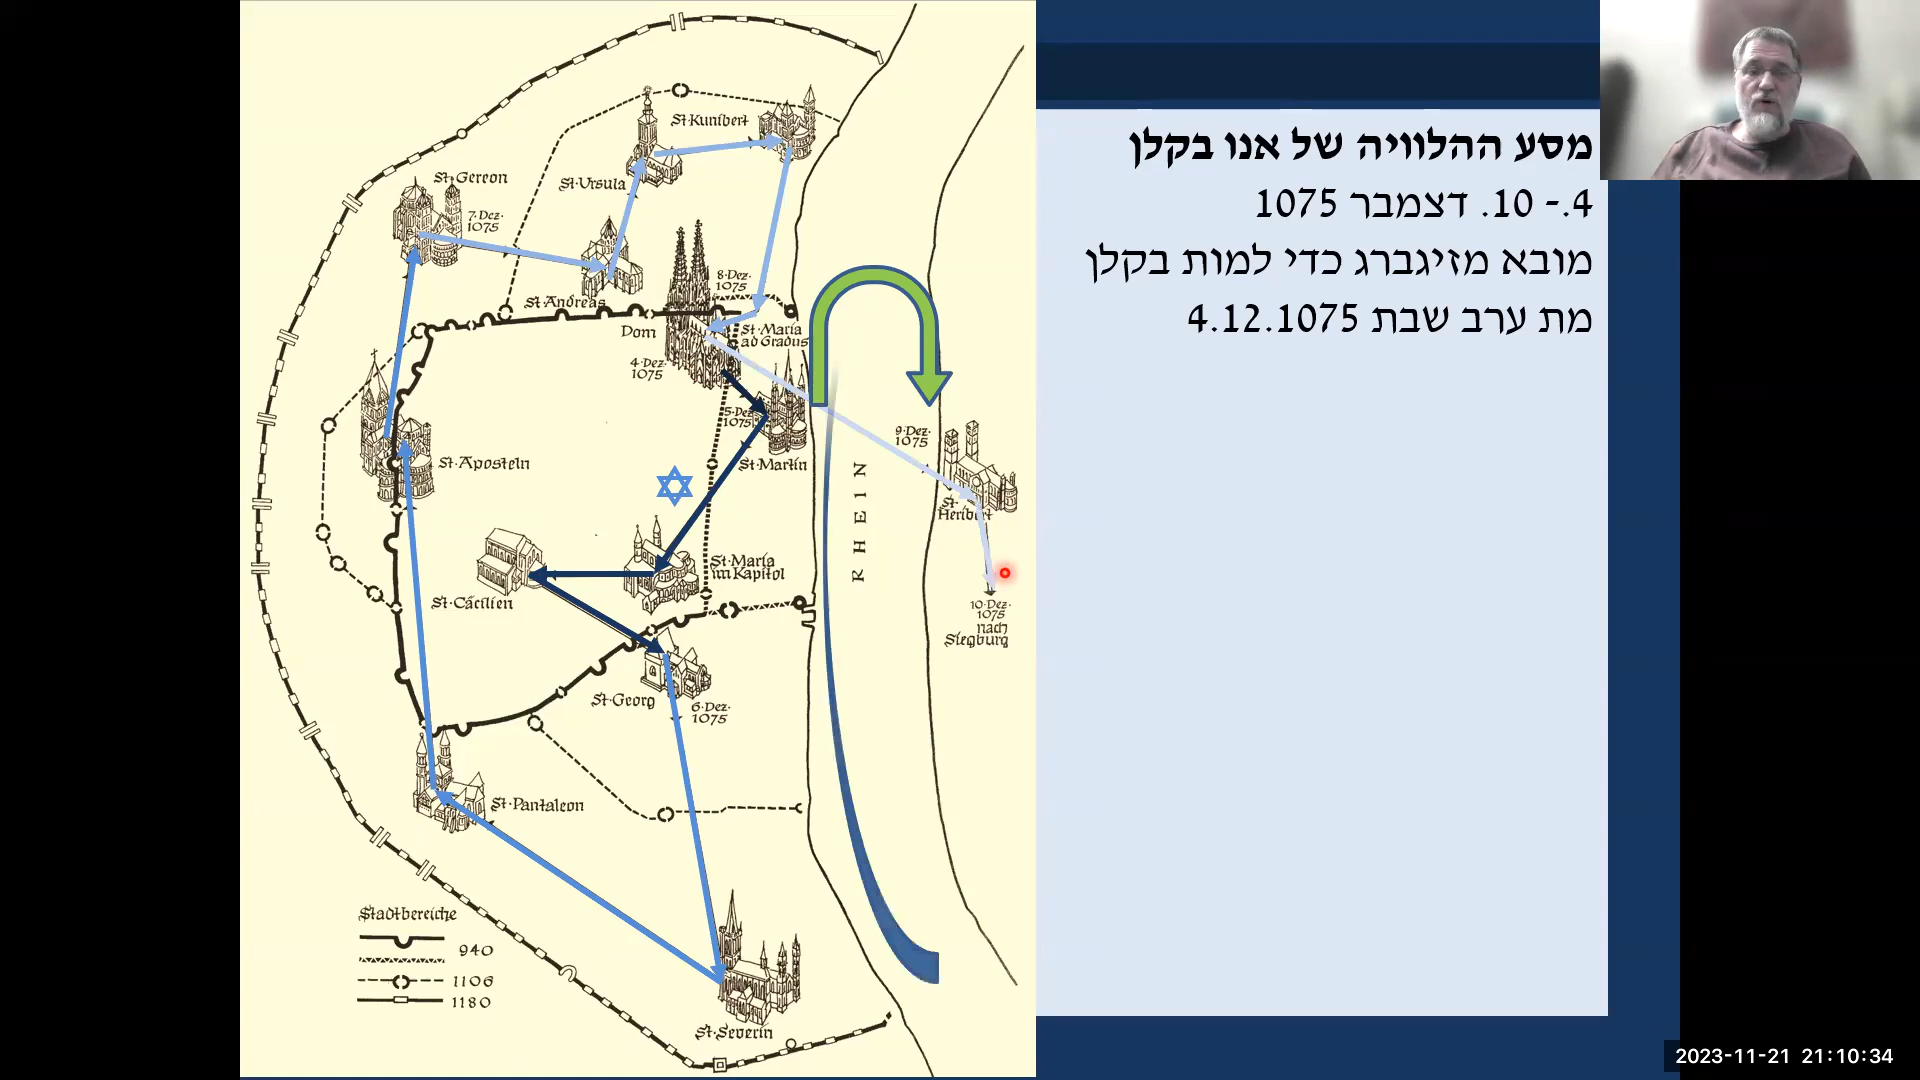 מסע ההלוויה של אנו בקלן
4.- 10. דצמבר 1075
מובא מזיגברג כדי למות בקלן
מת ערב שבת 4.12.1075
St·Kunibert
St·Gereon
St·Ursula
7·Dez·
1075
St·Andreas
8·Dez·
1075
Dom
St·Maria
ad Gradus
4·Dez·
1075
5·Dez·
1075
St·Martin
9·Dez·
1075
St·Aposteln
St·
Heribert
RHEIN
St·Maria
im Kapitol
St·Cäcilien
10·Dez·
1075
nach
Siegburg
St·Georg
6·Dez·
1075
St·Pantaleon
Stadtbereiche
940
1106
1180
St·Severin
2023-11-21 21:10:34